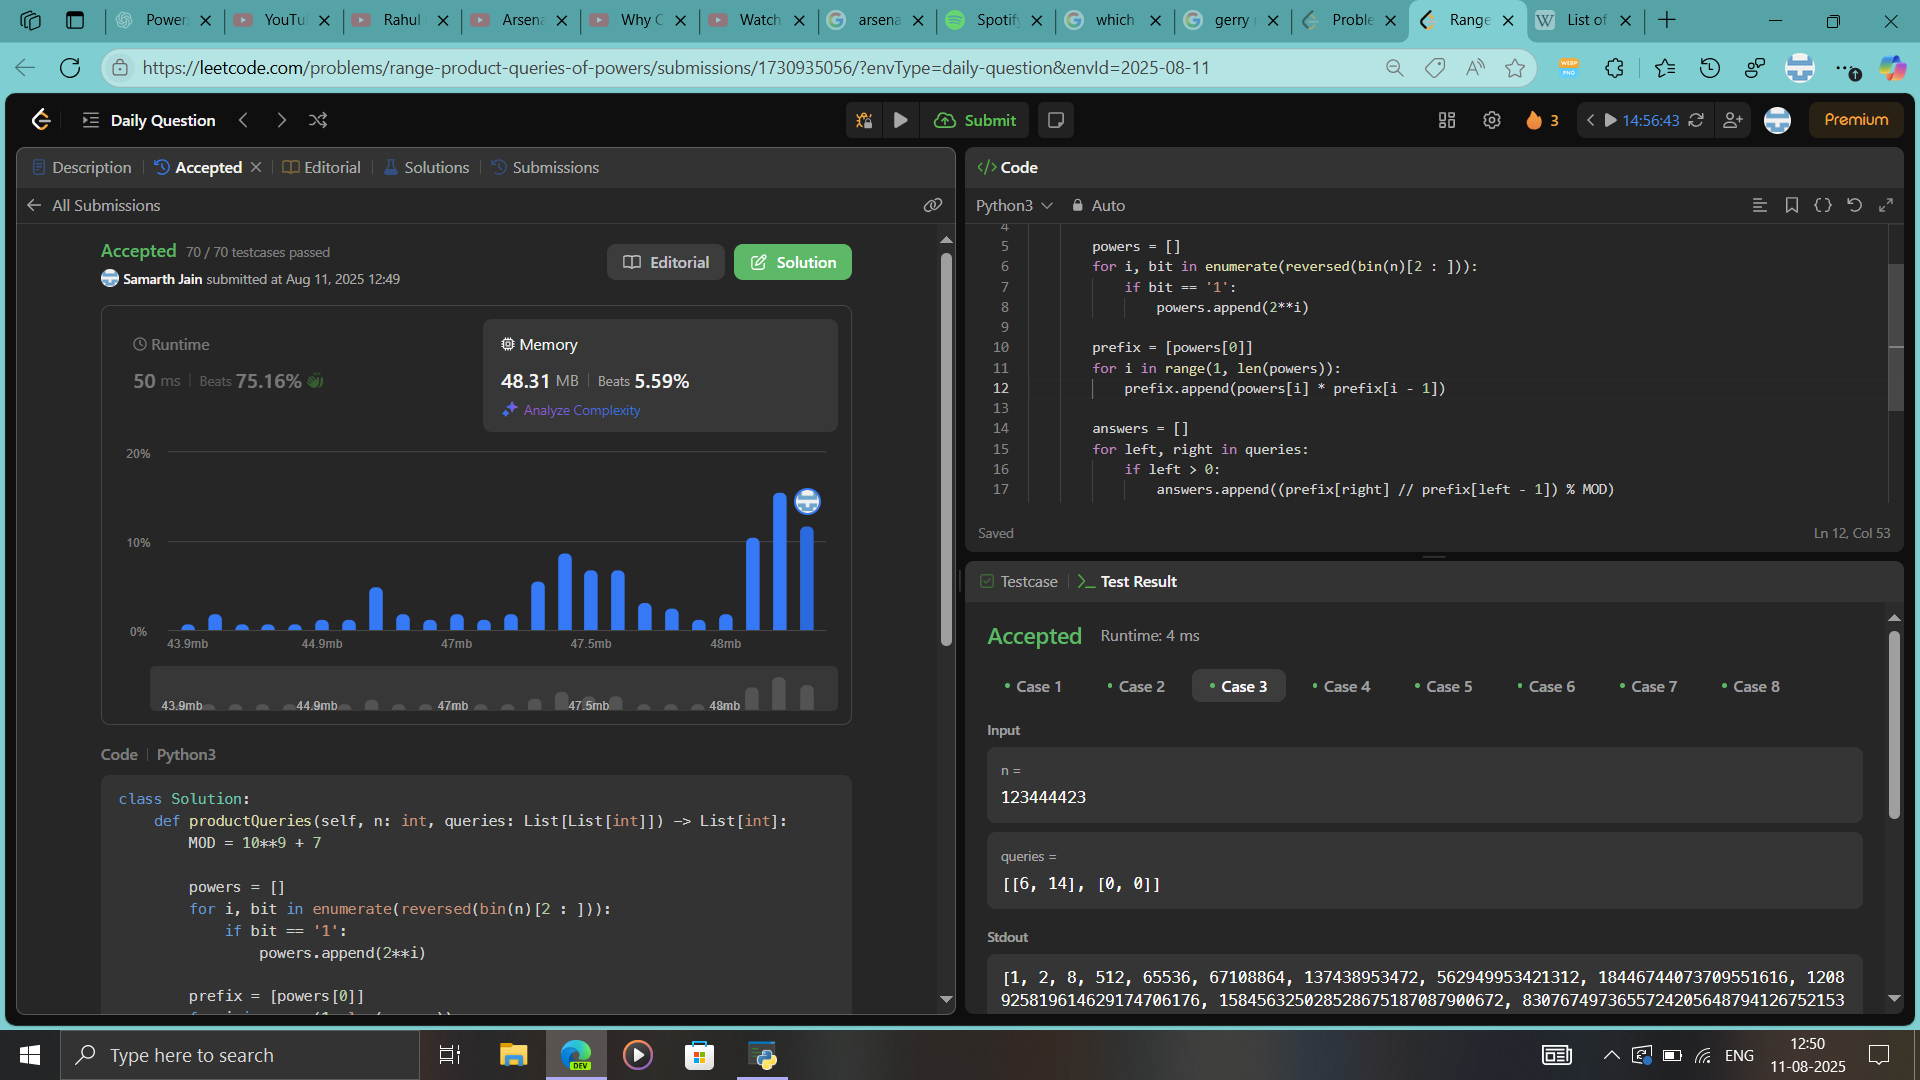 Power
YouTu
Rahul
Arsena
Why C
Watch
arsena
Spotify
which
gerry
Proble
Range
List of
https://leetcode.com/problems/range-product-queries-of-powers/submissions/1730935056/?envType=daily-question&envId=2025-08-11
WEBP
PNG
Daily Question
Submit
3
14:56:43
Premium
Description
Accepted
Editorial
Solutions
Submissions
All Submissions
Accepted 70 / 70 testcases passed
Samarth Jain submitted at Aug 11, 2025 12:49
Editorial
Solution
Runtime
50 ms Beats 75.16%
Memory
48.31 MB Beats 5.59%
Analyze Complexity
20%
10%
0%
43.9mb 44.9mb 47mb 47.5mb 48mb
43.9mb 44.9mb 47mb 47.5mb 48mb
Code Python3
class Solution:
def productQueries(self, n: int, queries: List[List[int]]) -> List[int]:
MOD = 10**9 + 7
powers = []
for i, bit in enumerate(reversed(bin(n)[2 : ])):
if bit == '1':
powers.append(2**i)
prefix = [powers[0]]
</> Code
Python3 Auto
4
5 powers = []
6 for i, bit in enumerate(reversed(bin(n)[2 : ])):
7 if bit == '1':
8 powers.append(2**i)
9
10 prefix = [powers[0]]
11 for i in range(1, len(powers)):
12 prefix.append(powers[i] * prefix[i - 1])
13
14 answers = []
15 for left, right in queries:
16 if left > 0:
17 answers.append((prefix[right] // prefix[left - 1]) % MOD)
Saved
Ln 12, Col 53
Testcase
Test Result
Accepted Runtime: 4 ms
Case 1 Case 2 Case 3 Case 4 Case 5 Case 6 Case 7 Case 8
Input
n =
123444423
queries =
[[6, 14], [0, 0]]
Stdout
[1, 2, 8, 512, 65536, 67108864, 137438953472, 562949953421312, 18446744073709551616, 1208
925819614629174706176, 158456325028528675187087900672, 83076749736557242056487941267​52153
Type here to search
DEV
ENG
12:50
11-08-2025